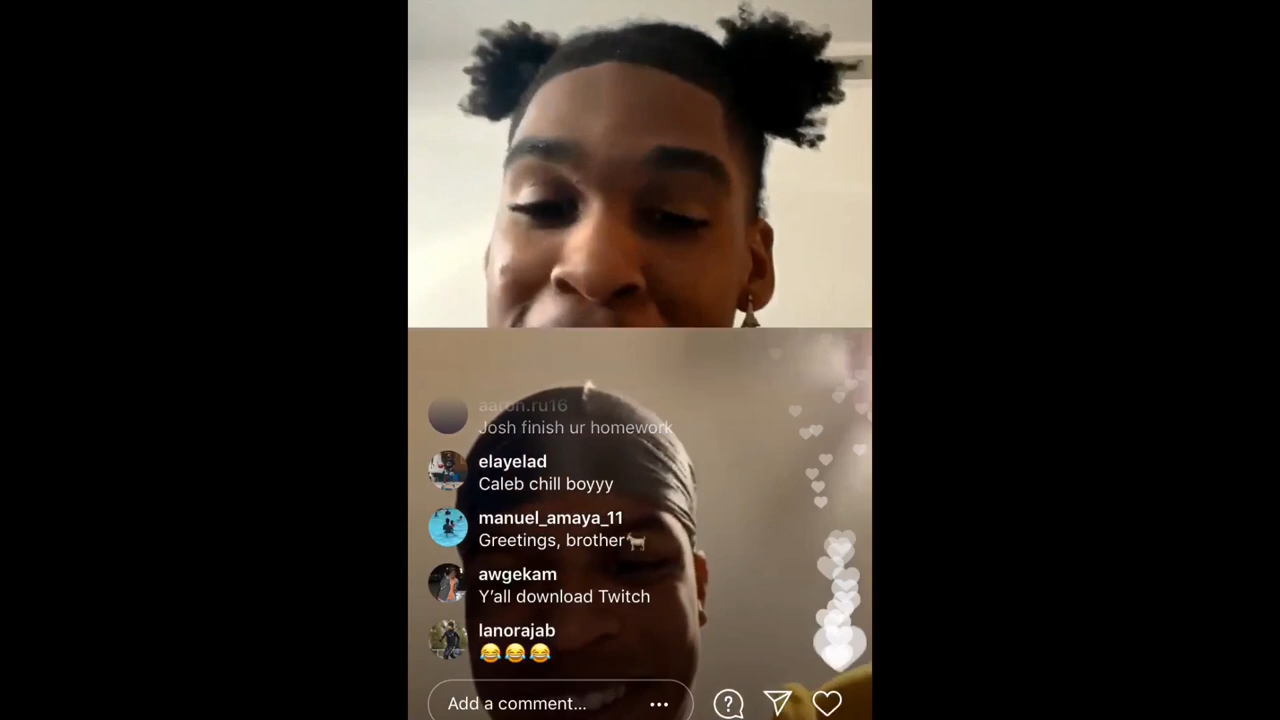 aaron.ru16
Josh finish ur homework
elayelad
Caleb chill boyyy
manuel_amaya_11
Greetings, brother🐐
awgekam
Y'all download Twitch
lanorajab
😂😂😂
Add a comment...